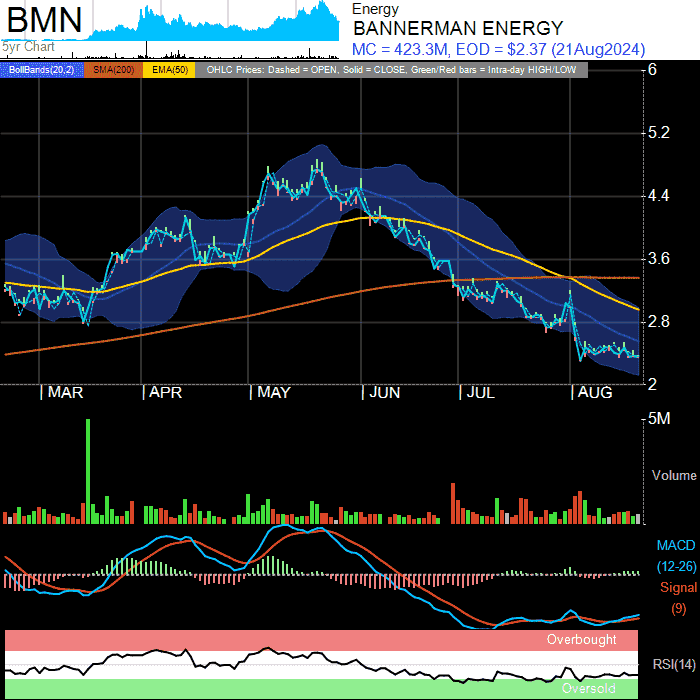 BMN
5yr Chart
Energy
BANNERMAN ENERGY
MC = 423.3M, EOD = $2.37 (21Aug2024)
BollBands(20,2) SMA(200) EMA(50) OHLC Prices: Dashed = OPEN, Solid = CLOSE, Green/Red bars = Intra-day HIGH/LOW
6
5.2
4.4
3.6
2.8
2
MAR APR MAY JUN JUL AUG
5M
Volume
MACD
(12-26)
Signal
(9)
Overbought
RSI(14)
Oversold